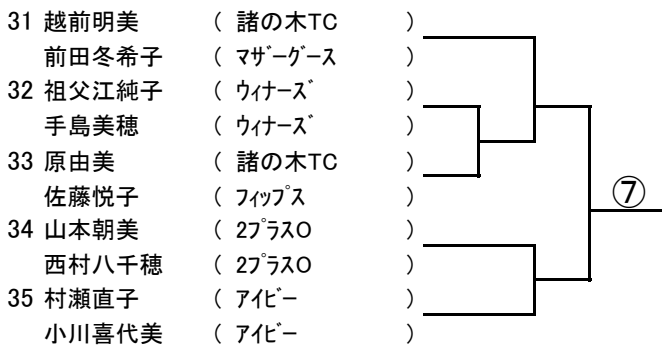 31 越前明美 ( 諸の木TC )
前田冬希子 ( ﾏｻﾞｰｸﾞｰｽ )
32 祖父江純子 ( ｳｨﾅｰｽﾞ )
手島美穂 ( ｳｨﾅｰｽﾞ )
33 原由美 ( 諸の木TC )
佐藤悦子 ( ﾌｨｯﾌﾟｽ )
⑦
34 山本朝美 ( 2ﾌﾟﾗｽO )
西村八千穂 ( 2ﾌﾟﾗｽO )
35 村瀬直子 ( ｱｲﾋﾞｰ )
小川喜代美 ( ｱｲﾋﾞｰ )